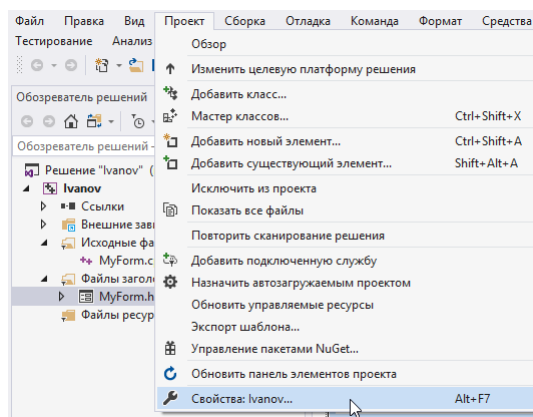 Файл Правка Вид Проект Сборка Отладка Команда Формат Средства
Тестирование Анализ
Обзор
Изменить целевую платформу решения
Обозреватель решений
Добавить класс...
Мастер классов... Ctrl+Shift+X
Обозреватель решений
Добавить новый элемент... Ctrl+Shift+A
Добавить существующий элемент... Shift+Alt+A
Решение "Ivanov" (
Ivanov
Исключить из проекта
Ссылки
Показать все файлы
Внешние зав
Повторить сканирование решения
Исходные фа
MyForm.c
Добавить подключенную службу
Файлы загол
Назначить автозагружаемым проектом
MyForm.h
Обновить управляемые ресурсы
Файлы ресур
Экспорт шаблона...
Управление пакетами NuGet...
Обновить панель элементов проекта
Свойства: Ivanov... Alt+F7